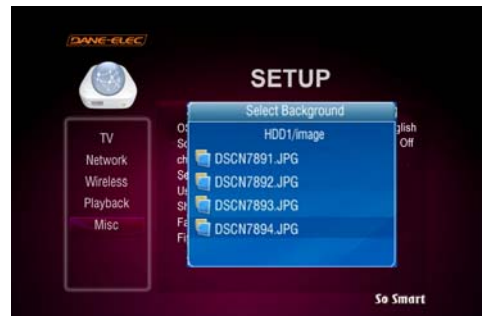 DANE-ELEC
SETUP
Select Background
HDD1/image
DSCN7891.JPG
DSCN7892.JPG
DSCN7893.JPG
DSCN7894.JPG
TV
Network
Wireless
Playback
Misc
Off
So Smart